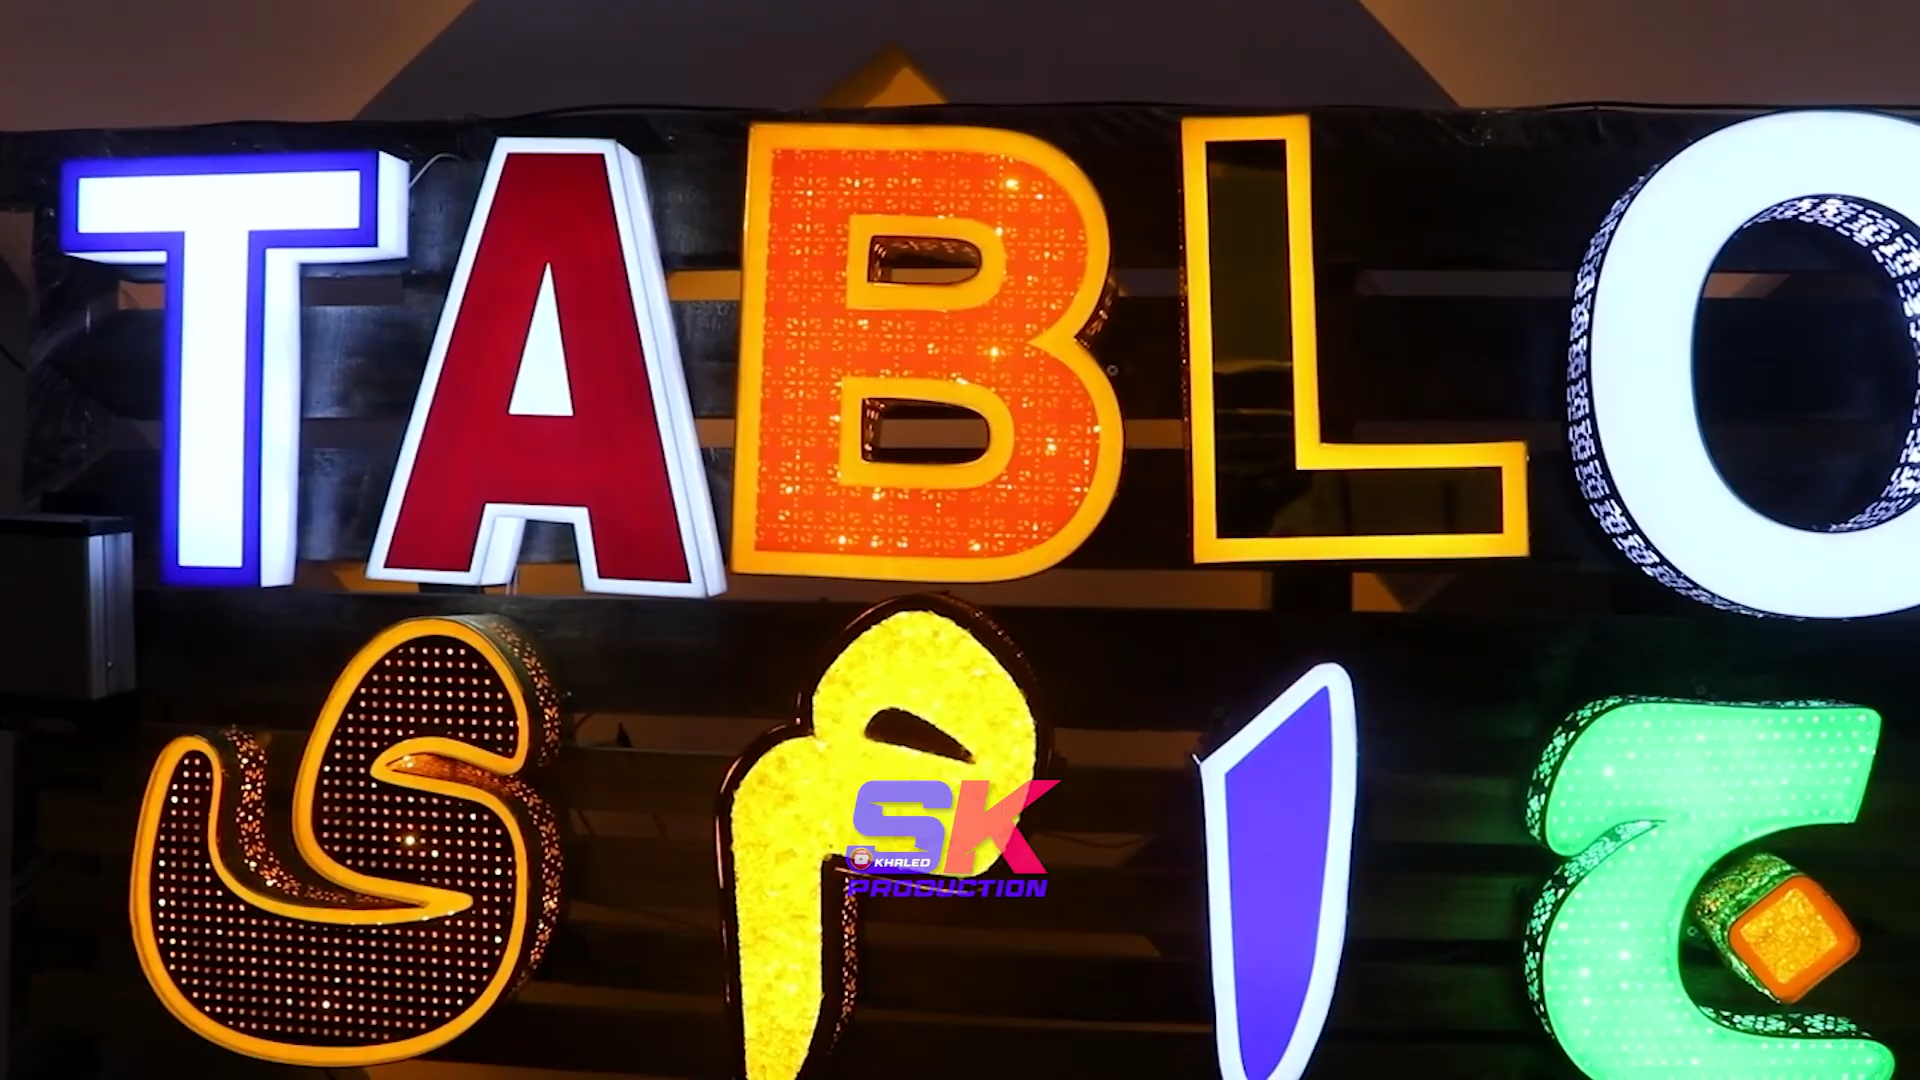 TABLO
ج ا م ی
SK
KHALED
PRODUCTION